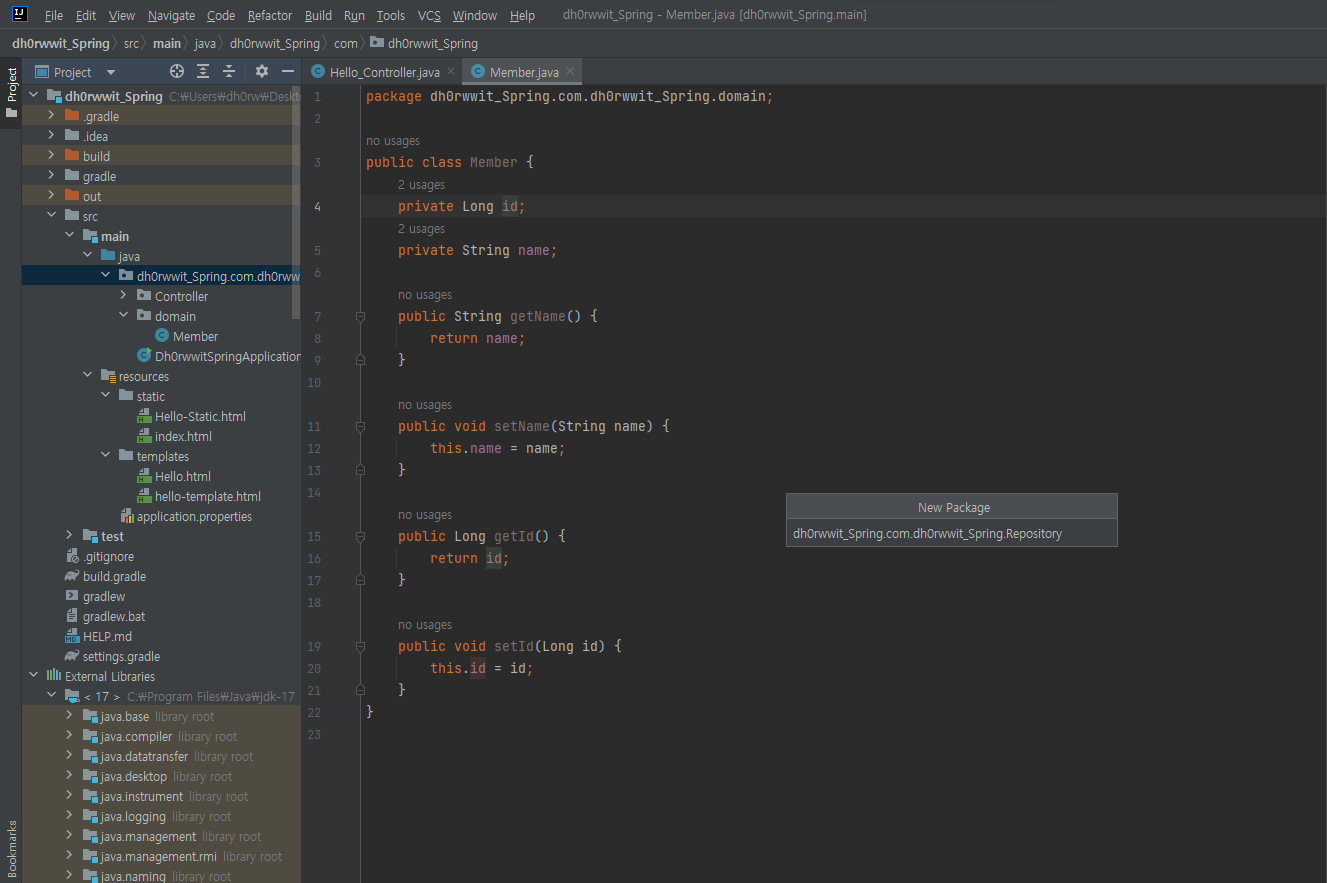 File Edit View Navigate Code Refactor Build Run Tools VCS Window Help dh0rwwit_Spring - Member.java [dh0rwwit_Spring.main]
dh0rwwit_Spring src main java dh0rwwit_Spring com dh0rwwit_Spring
Project
Bookmarks
Project
dh0rwwit_Spring C:₩Users₩dh0rw₩Deskt
.gradle
.idea
build
gradle
out
src
main
java
dh0rwwit_Spring.com.dh0rww
Controller
domain
Member
Dh0rwwitSpringApplication
resources
static
Hello-Static.html
index.html
templates
Hello.html
hello-template.html
application.properties
test
.gitignore
build.gradle
gradlew
gradlew.bat
HELP.md
settings.gradle
External Libraries
< 17 > C:₩Program Files₩Java₩jdk-17
java.base library root
java.compiler library root
java.datatransfer library root
java.desktop library root
java.instrument library root
java.logging library root
java.management library root
java.management.rmi library root
java.naming library root
Hello_Controller.java Member.java
1 package dh0rwwit_Spring.com.dh0rwwit_Spring.domain;
2
no usages
3 public class Member {
2 usages
4 private Long id;
2 usages
5 private String name;
6
no usages
7 public String getName() {
8 return name;
9 }
10
no usages
11 public void setName(String name) {
12 this.name = name;
13 }
14
no usages
15 public Long getId() {
16 return id;
17 }
18
no usages
19 public void setId(Long id) {
20 this.id = id;
21 }
22 }
23
New Package
dh0rwwit_Spring.com.dh0rwwit_Spring.Repository